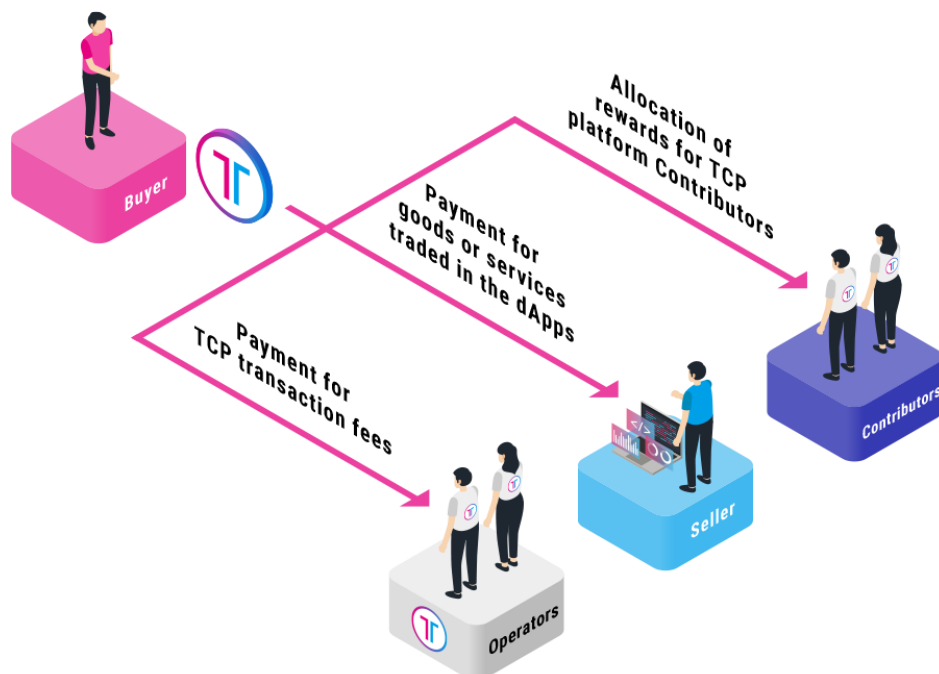 Buyer
Allocation of
rewards for TCP
platform Contributors
Payment for
goods or services
traded in the dApps
Payment for
TCP transaction fees
Contributors
</>
Seller
Operators